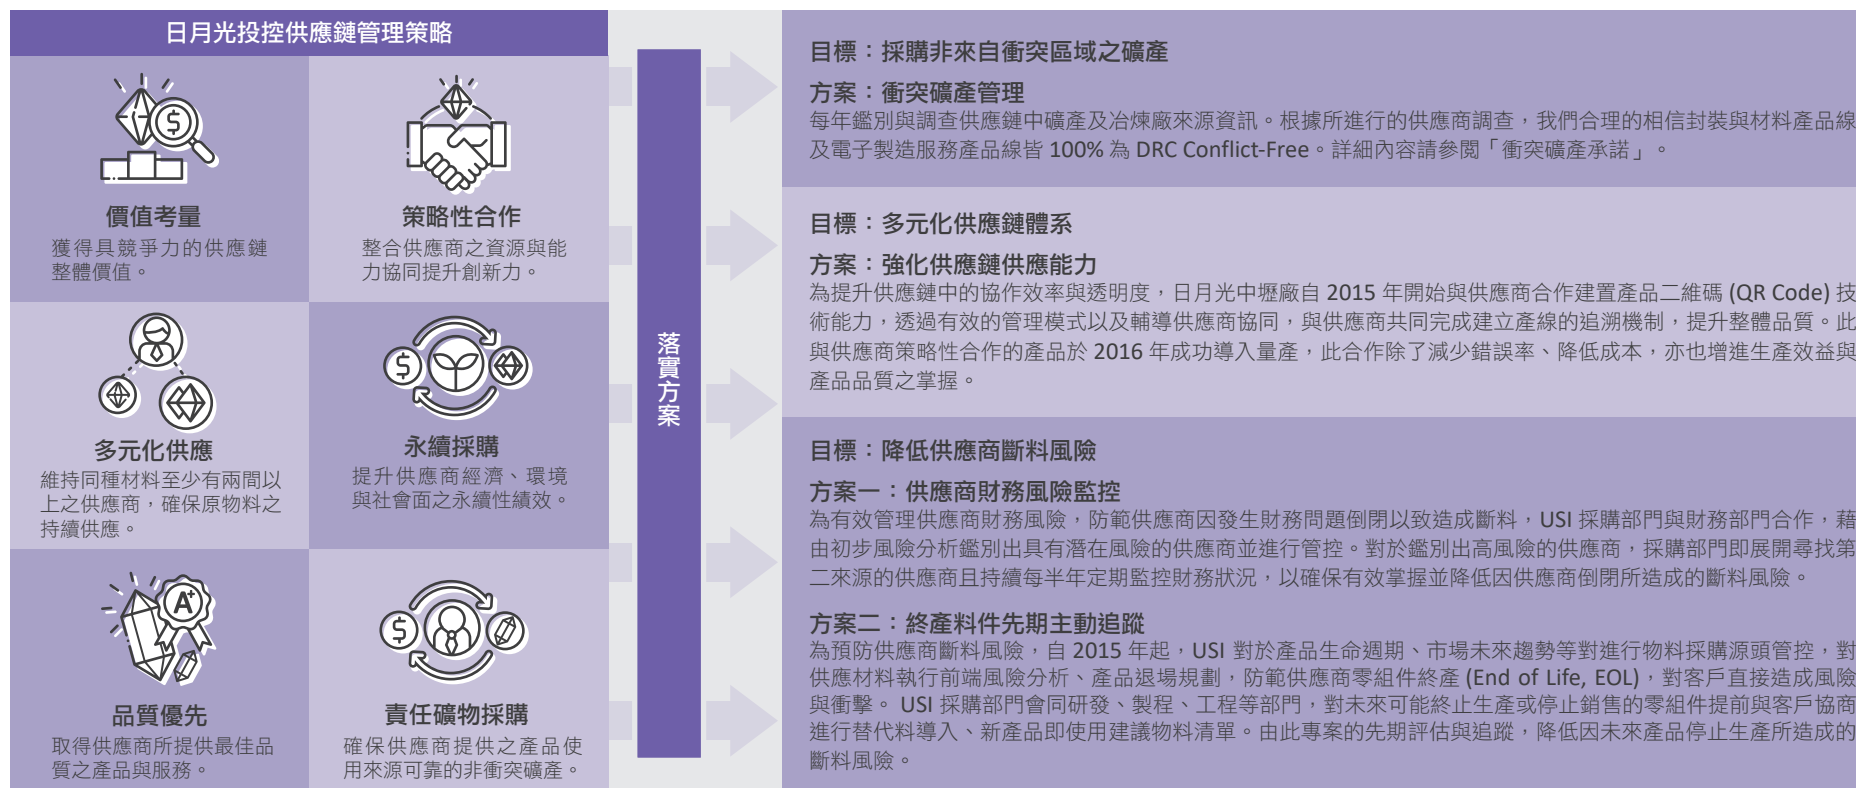 日月光投控供應鏈管理策略
價值考量
獲得具競爭力的供應鏈
整體價值。
策略性合作
整合供應商之資源與能
力協同提升創新力。
多元化供應
維持同種材料至少有兩間以
上之供應商，確保原物料之
持續供應。
永續採購
提升供應商經濟、環境
與社會面之永續性績效。
A+
品質優先
取得供應商所提供最佳品
質之產品與服務。
責任礦物採購
確保供應商提供之產品使
用來源可靠的非衝突礦產。
落實方案
目標：採購非來自衝突區域之礦產
方案：衝突礦產管理
每年鑑別與調查供應鏈中礦產及冶煉廠來源資訊。根據所進行的供應商調查，我們合理的相信封裝與材料產品線
及電子製造服務產品線皆 100% 為 DRC Conflict-Free。詳細內容請參閱「衝突礦產承諾」。
目標：多元化供應鏈體系
方案：強化供應鏈供應能力
為提升供應鏈中的協作效率與透明度，日月光中壢廠自 2015 年開始與供應商合作建置產品二維碼 (QR Code) 技
術能力，透過有效的管理模式以及輔導供應商協同，與供應商共同完成建立產線的追溯機制，提升整體品質。此
與供應商策略性合作的產品於 2016 年成功導入量產，此合作除了減少錯誤率、降低成本，亦也增進生產效益與
產品品質之掌握。
目標：降低供應商斷料風險
方案一：供應商財務風險監控
為有效管理供應商財務風險，防範供應商因發生財務問題倒閉以致造成斷料，USI 採購部門與財務部門合作，藉
由初步風險分析鑑別出具有潛在風險的供應商並進行管控。對於鑑別出高風險的供應商，採購部門即展開尋找第
二來源的供應商且持續每半年定期監控財務狀況，以確保有效掌握並降低因供應商倒閉所造成的斷料風險。
方案二：終產料件先期主動追蹤
為預防供應商斷料風險，自 2015 年起，USI 對於產品生命週期、市場未來趨勢等對進行物料採購源頭管控，對
供應材料執行前端風險分析、產品退場規劃，防範供應商零組件終產 (End of Life, EOL)，對客戶直接造成風險
與衝擊。 USI 採購部門會同研發、製程、工程等部門，對未來可能終止生產或停止銷售的零組件提前與客戶協商
進行替代料導入、新產品即使用建議物料清單。由此專案的先期評估與追蹤，降低因未來產品停止生產所造成的
斷料風險。